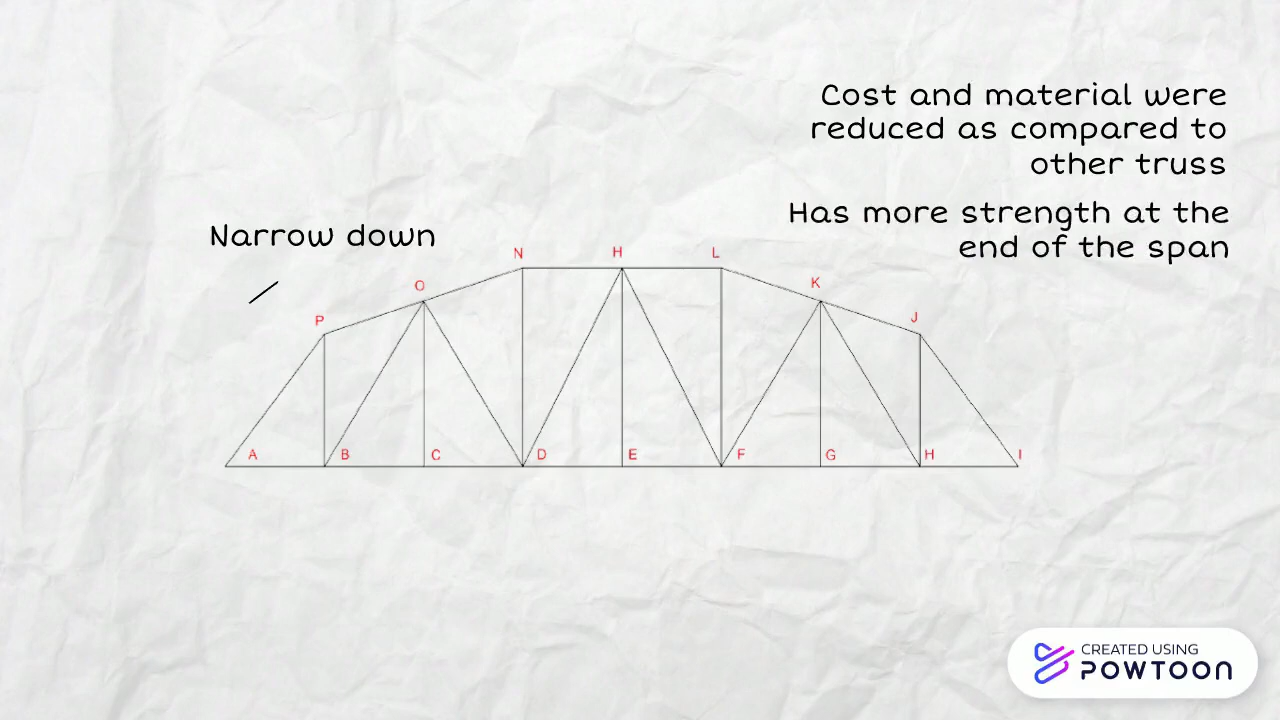 Cost and material were
reduced as compared to
other truss
Has more strength at the
end of the span
Narrow down
N H L
O K
P J
A B C D E F G H I
CREATED USING
POWTOON